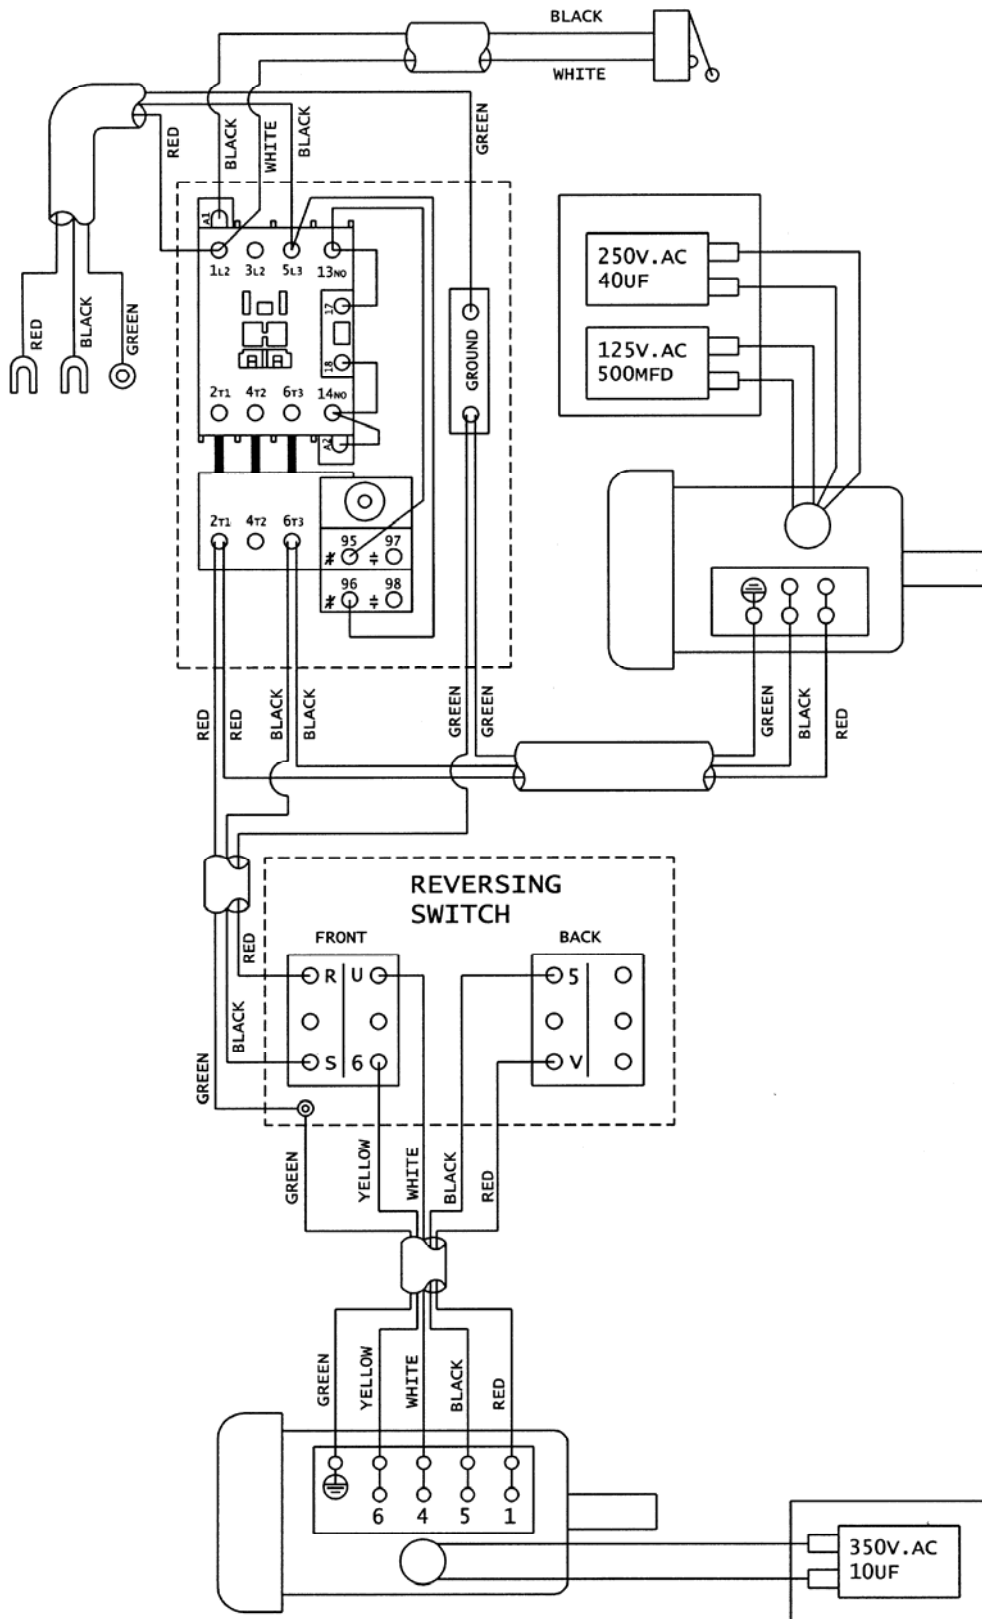 BLACK
WHITE
RED
BLACK
WHITE
BLACK
GREEN
A1
1L2
3L2
5L3
13NO
17
18
2T1
4T2
6T3
14NO
A2
GROUND
RED
BLACK
GREEN
250V.AC
40UF
125V.AC
500MFD
2T1
4T2
6T3
95
97
96
98
RED
RED
BLACK
BLACK
GREEN
GREEN
GREEN
BLACK
RED
REVERSING
SWITCH
FRONT
BACK
RED
BLACK
GREEN
R
U
S
6
5
V
GREEN
YELLOW
WHITE
BLACK
RED
GREEN
YELLOW
WHITE
BLACK
RED
6
4
5
1
350V.AC
10UF